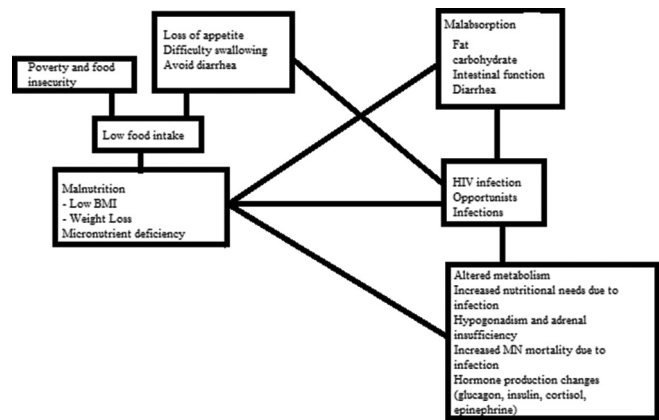 Loss of appetite
Difficulty swallowing
Avoid diarrhea
Poverty and food
insecurity
Low food intake
Malnutrition
- Low BMI
- Weight Loss
Micronutrient deficiency
Malabsorption
Fat
carbohydrate
Intestinal function
Diarrhea
HIV infection
Opportunists
Infections
Altered metabolism
Increased nutritional needs due to
infection
Hypogonadism and adrenal
insufficiency
Increased MN mortality due to
infection
Hormone production changes
(glucagon, insulin, cortisol,
epinephrine)